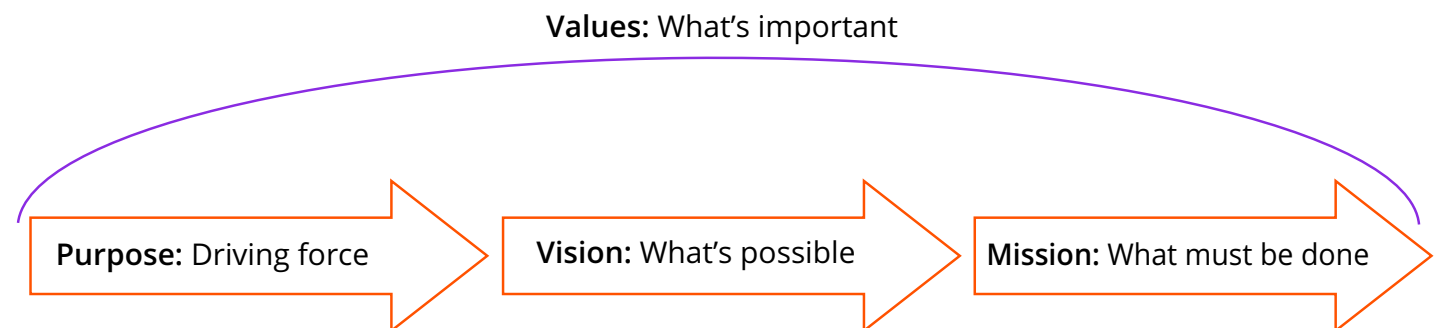 Values: What’s important
Purpose: Driving force
Vision: What’s possible
Mission: What must be done